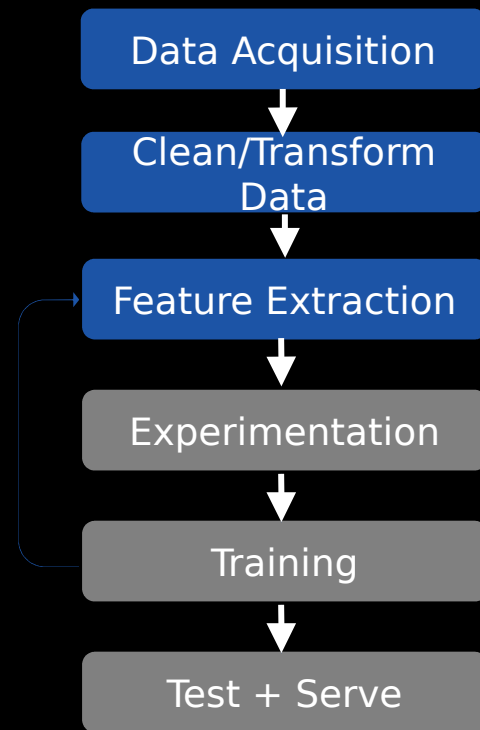 Data Acquisition
Clean/Transform
Data
Feature Extraction
Experimentation
Training
Test + Serve